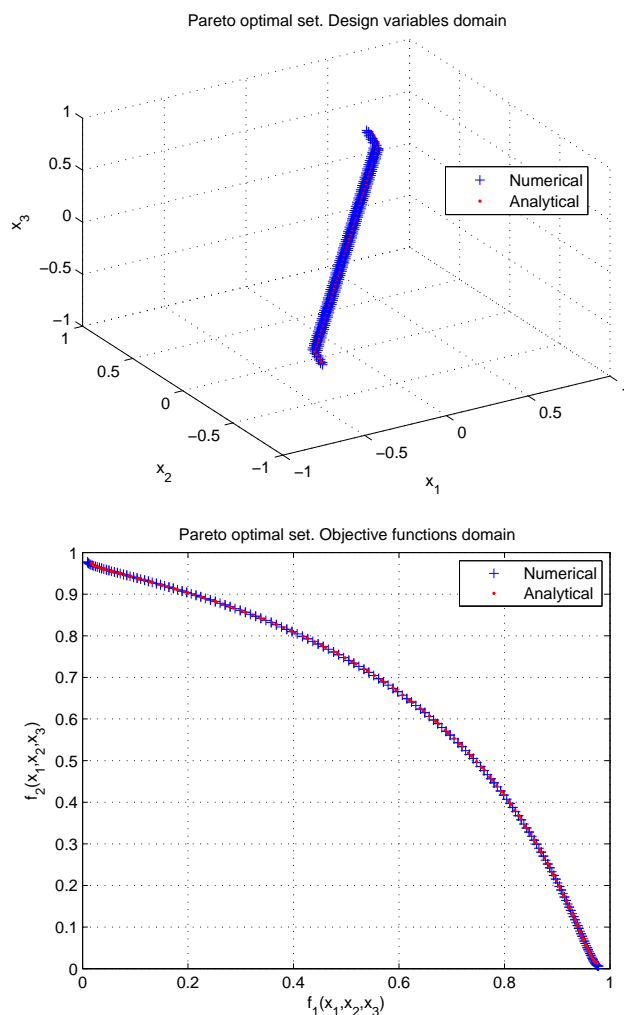 Pareto optimal set. Design variables domain
1
0.5
0
−0.5
−1
x3
1
0.5
0
−0.5
−1
x2
−1
−0.5
0
0.5
1
x1
Numerical
Analytical
Pareto optimal set. Objective functions domain
1
0.9
0.8
0.7
0.6
0.5
0.4
0.3
0.2
0.1
0
f2(x1,x2,x3)
Numerical
Analytical
0
0.2
0.4
0.6
0.8
1
f1(x1,x2,x3)